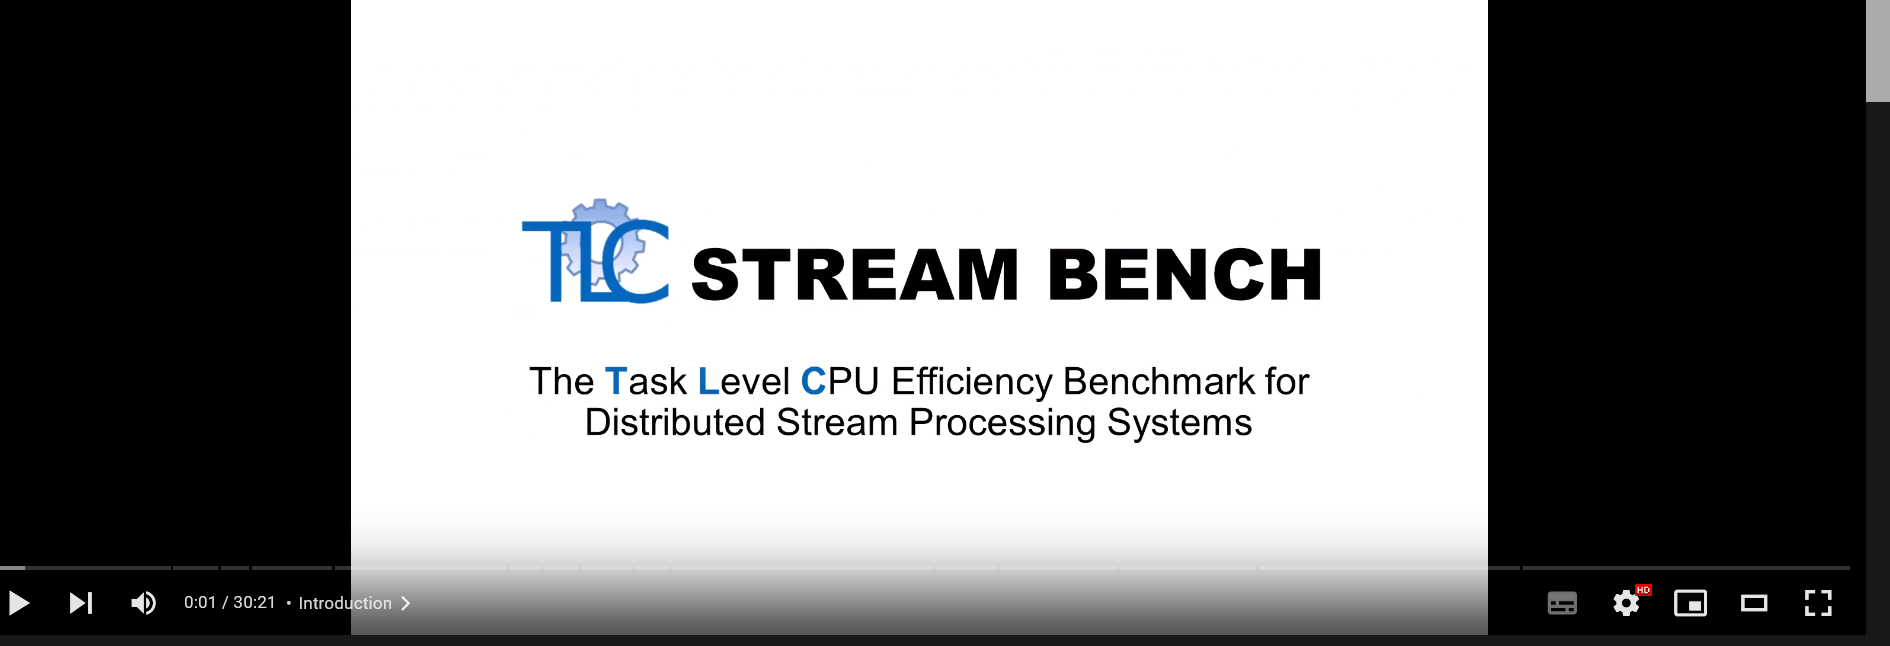 TLC STREAM BENCH
The Task Level CPU Efficiency Benchmark for
Distributed Stream Processing Systems
0:01 / 30:21 • Introduction
HD